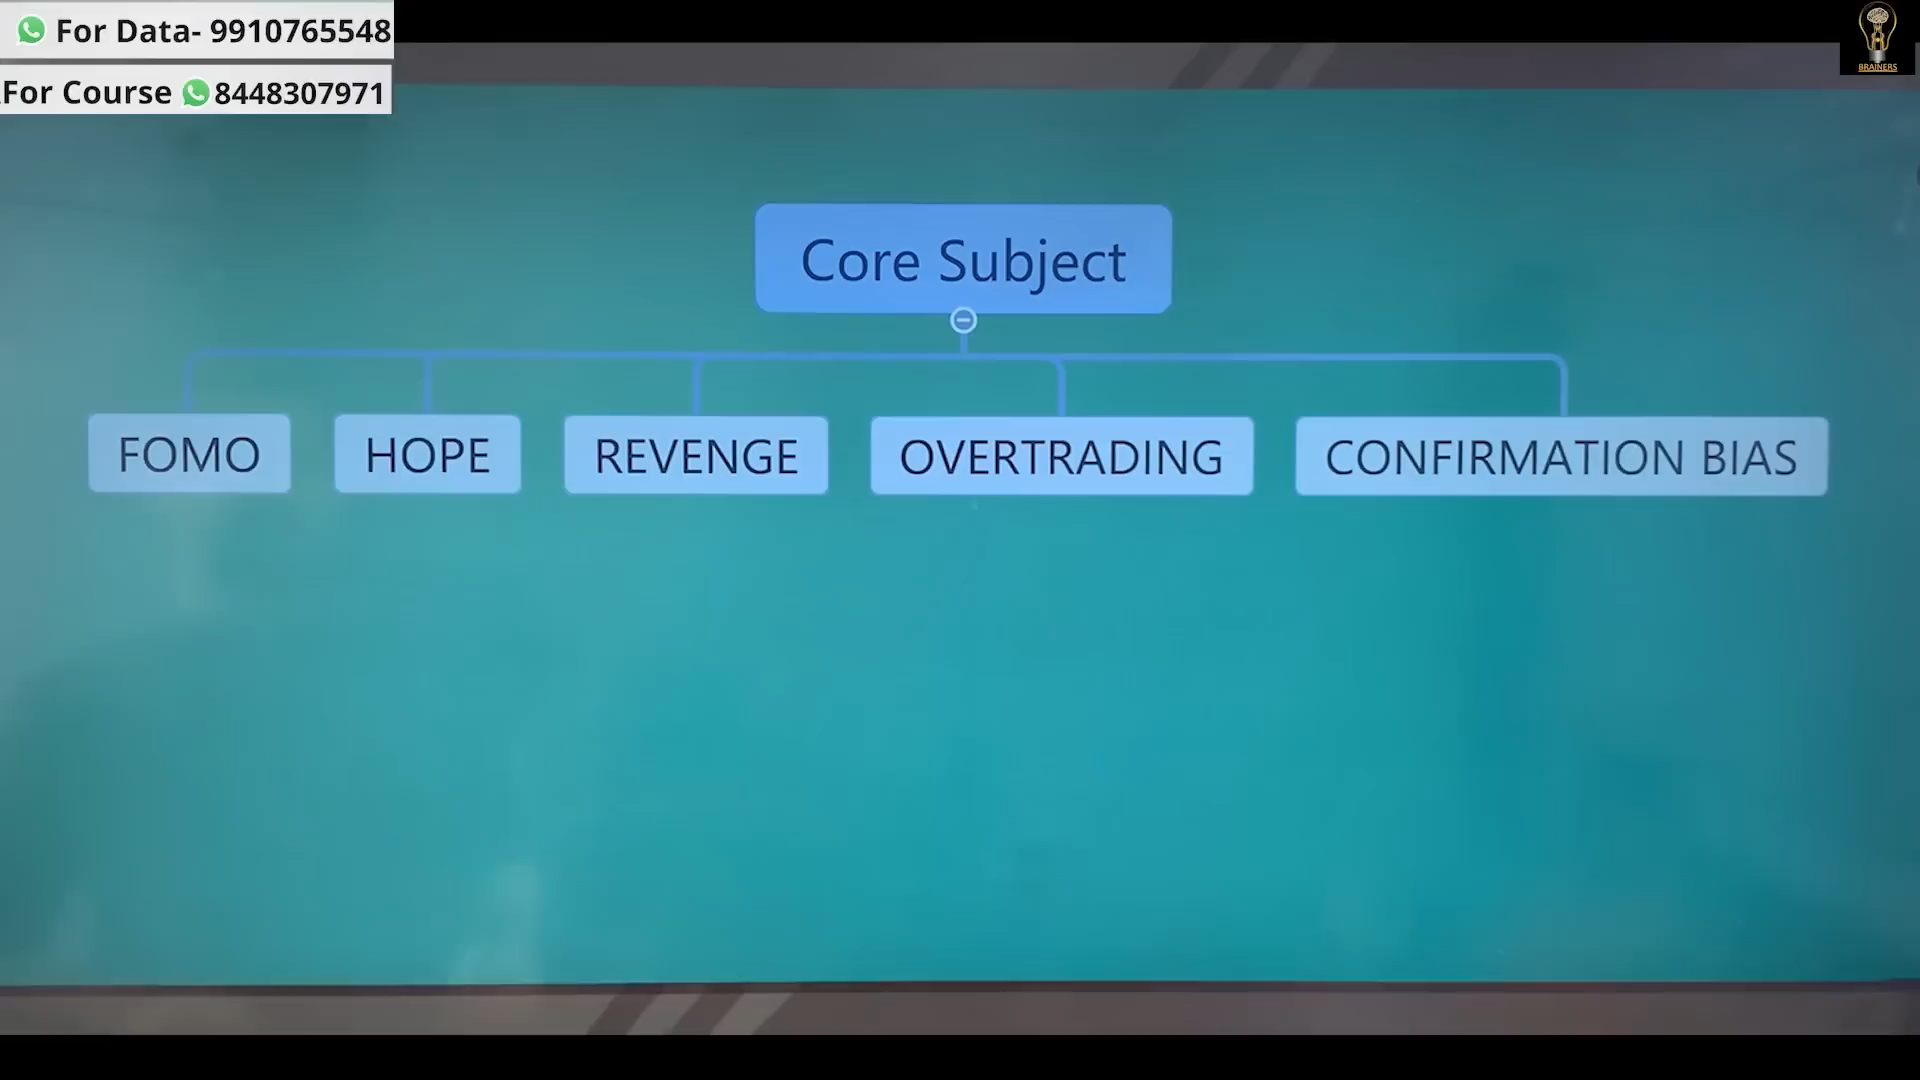 For Data- 9910765548
For Course 8448307971
BRAINERS
Core Subject
FOMO
HOPE
REVENGE
OVERTRADING
CONFIRMATION BIAS